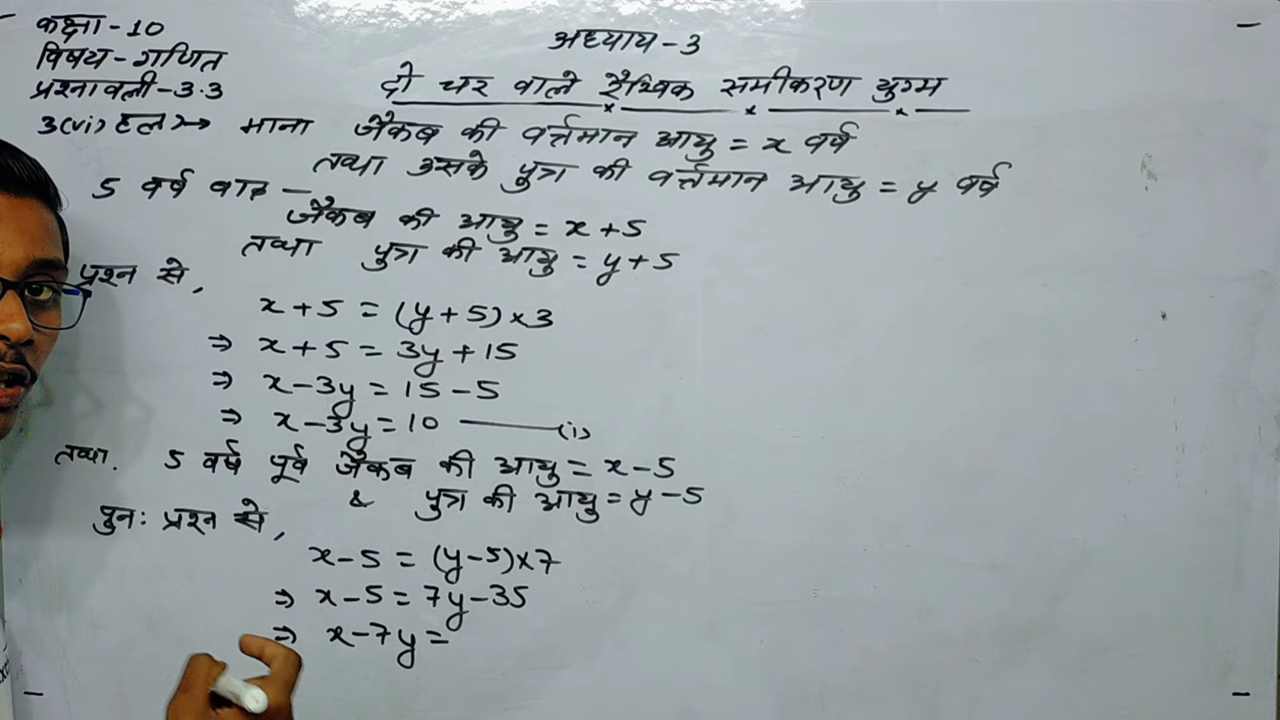 कक्षा-10
विषय-गणित
प्रश्नावली-3.3
अध्याय-3
दो चर वाले रैखिक समीकरण युग्म
3(vi) हल→ माना जैकब की वर्त्तमान आयु = x वर्ष
तथा उसके पुत्र की वर्त्तमान आयु = y वर्ष
5 वर्ष बाद –
जैकब की आयु = x+5
तथा पुत्र की आयु = y+5
प्रश्न से,
x+5 = (y+5)×3
⇒ x+5 = 3y+15
⇒ x-3y = 15-5
⇒ x-3y = 10 ——(i)
तथा. 5 वर्ष पूर्व जैकब की आयु = x-5
& पुत्र की आयु = y-5
पुनः प्रश्न से,
x-5 = (y-5)×7
⇒ x-5 = 7y-35
⇒ x-7y =